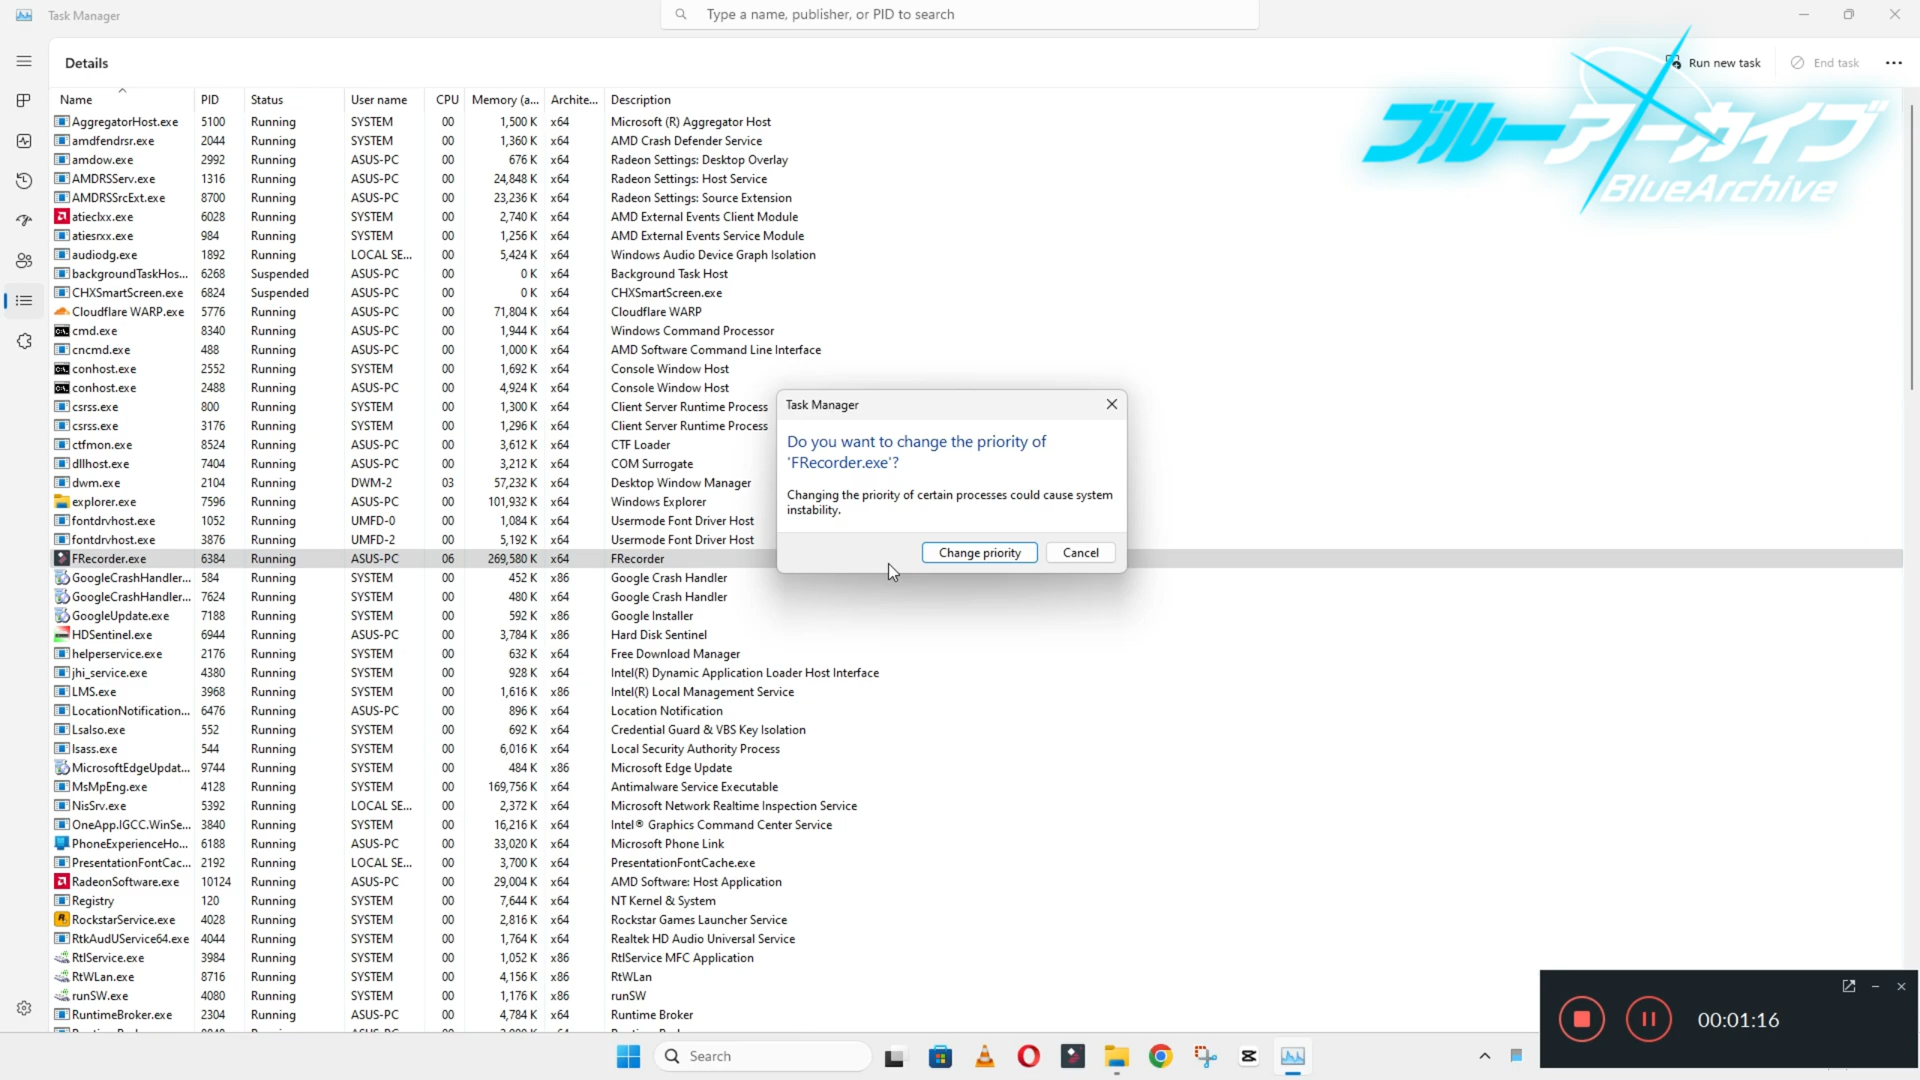 Task Manager
Type a name, publisher, or PID to search
Details
Run new task
End task
ブルーアーカイブ
BlueArchive
Name PID Status User name CPU Memory (a... Archite... Description
AggregatorHost.exe 5100 Running SYSTEM 00 1,500 K x64 Microsoft (R) Aggregator Host
amdfendrsr.exe 2044 Running SYSTEM 00 1,360 K x64 AMD Crash Defender Service
amdow.exe 2992 Running ASUS-PC 00 676 K x64 Radeon Settings: Desktop Overlay
AMDRSServ.exe 1316 Running ASUS-PC 00 24,848 K x64 Radeon Settings: Host Service
AMDRSSrcExt.exe 8700 Running ASUS-PC 00 23,236 K x64 Radeon Settings: Source Extension
atieclxx.exe 6028 Running SYSTEM 00 2,740 K x64 AMD External Events Client Module
atiesrxx.exe 984 Running SYSTEM 00 1,256 K x64 AMD External Events Service Module
audiodg.exe 1892 Running LOCAL SE... 00 5,424 K x64 Windows Audio Device Graph Isolation
backgroundTaskHos... 6268 Suspended ASUS-PC 00 0 K x64 Background Task Host
CHXSmartScreen.exe 6824 Suspended ASUS-PC 00 0 K x64 CHXSmartScreen.exe
Cloudflare WARP.exe 5776 Running ASUS-PC 00 71,804 K x64 Cloudflare WARP
cmd.exe 8340 Running ASUS-PC 00 1,944 K x64 Windows Command Processor
cncmd.exe 488 Running ASUS-PC 00 1,000 K x64 AMD Software Command Line Interface
conhost.exe 2552 Running SYSTEM 00 1,692 K x64 Console Window Host
conhost.exe 2488 Running ASUS-PC 00 4,924 K x64 Console Window Host
csrss.exe 800 Running SYSTEM 00 1,300 K x64 Client Server Runtime Process
csrss.exe 3176 Running SYSTEM 00 1,296 K x64 Client Server Runtime Process
ctfmon.exe 8524 Running ASUS-PC 00 3,612 K x64 CTF Loader
dllhost.exe 7404 Running ASUS-PC 00 3,212 K x64 COM Surrogate
dwm.exe 2104 Running DWM-2 03 57,232 K x64 Desktop Window Manager
explorer.exe 7596 Running ASUS-PC 00 101,932 K x64 Windows Explorer
fontdrvhost.exe 1052 Running UMFD-0 00 1,084 K x64 Usermode Font Driver Host
fontdrvhost.exe 3876 Running UMFD-2 00 5,192 K x64 Usermode Font Driver Host
FRecorder.exe 6384 Running ASUS-PC 06 269,580 K x64 FRecorder
GoogleCrashHandler... 584 Running SYSTEM 00 452 K x86 Google Crash Handler
GoogleCrashHandler... 7624 Running SYSTEM 00 480 K x64 Google Crash Handler
GoogleUpdate.exe 7188 Running SYSTEM 00 592 K x86 Google Installer
HDSentinel.exe 6944 Running ASUS-PC 00 3,784 K x86 Hard Disk Sentinel
helperservice.exe 2176 Running SYSTEM 00 632 K x64 Free Download Manager
jhi_service.exe 4380 Running SYSTEM 00 928 K x64 Intel(R) Dynamic Application Loader Host Interface
LMS.exe 3968 Running SYSTEM 00 1,616 K x86 Intel(R) Local Management Service
LocationNotification... 6476 Running ASUS-PC 00 896 K x64 Location Notification
LsaIso.exe 552 Running SYSTEM 00 692 K x64 Credential Guard & VBS Key Isolation
lsass.exe 544 Running SYSTEM 00 6,016 K x64 Local Security Authority Process
MicrosoftEdgeUpdat... 9744 Running SYSTEM 00 484 K x86 Microsoft Edge Update
MsMpEng.exe 4128 Running SYSTEM 00 169,756 K x64 Antimalware Service Executable
NisSrv.exe 5392 Running LOCAL SE... 00 2,372 K x64 Microsoft Network Realtime Inspection Service
OneApp.IGCC.WinSe... 3840 Running SYSTEM 00 16,216 K x64 Intel® Graphics Command Center Service
PhoneExperienceHo... 6188 Running ASUS-PC 00 33,020 K x64 Microsoft Phone Link
PresentationFontCac... 2192 Running LOCAL SE... 00 3,700 K x64 PresentationFontCache.exe
RadeonSoftware.exe 10124 Running ASUS-PC 00 29,004 K x64 AMD Software: Host Application
Registry 120 Running SYSTEM 00 7,644 K x64 NT Kernel & System
RockstarService.exe 4028 Running SYSTEM 00 2,816 K x64 Rockstar Games Launcher Service
RtkAudUService64.exe 4044 Running SYSTEM 00 1,764 K x64 Realtek HD Audio Universal Service
RtlService.exe 3984 Running SYSTEM 00 1,052 K x86 RtlService MFC Application
RtWLan.exe 8716 Running SYSTEM 00 4,156 K x86 RtWLan
runSW.exe 4080 Running SYSTEM 00 1,176 K x86 runSW
RuntimeBroker.exe 2304 Running ASUS-PC 00 4,784 K x64 Runtime Broker
Task Manager
Do you want to change the priority of
'FRecorder.exe'?
Changing the priority of certain processes could cause system
instability.
Change priority
Cancel
00:01:16
Search